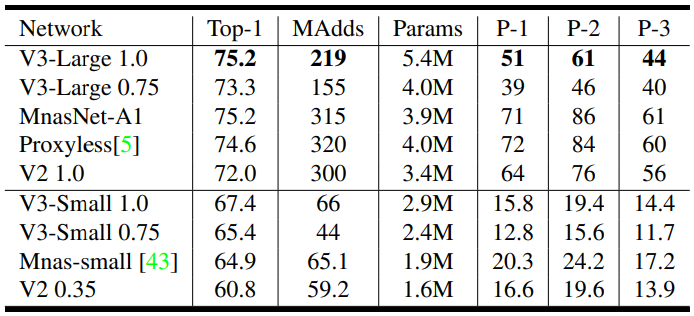 Network Top-1 MAdds Params P-1 P-2 P-3
V3-Large 1.0 75.2 219 5.4M 51 61 44
V3-Large 0.75 73.3 155 4.0M 39 46 40
MnasNet-A1 75.2 315 3.9M 71 86 61
Proxyless[5] 74.6 320 4.0M 72 84 60
V2 1.0 72.0 300 3.4M 64 76 56
V3-Small 1.0 67.4 66 2.9M 15.8 19.4 14.4
V3-Small 0.75 65.4 44 2.4M 12.8 15.6 11.7
Mnas-small [43] 64.9 65.1 1.9M 20.3 24.2 17.2
V2 0.35 60.8 59.2 1.6M 16.6 19.6 13.9